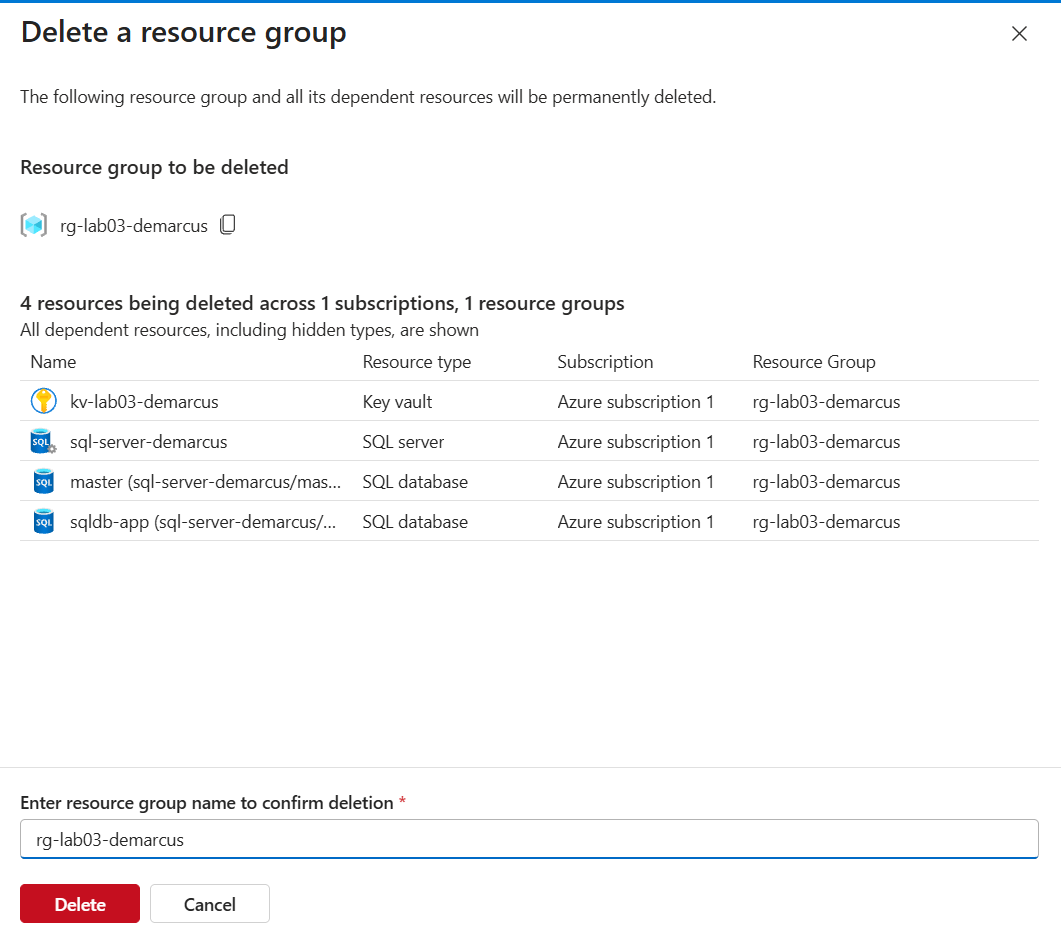 Delete a resource group
The following resource group and all its dependent resources will be permanently deleted.
Resource group to be deleted
rg-lab03-demarcus
4 resources being deleted across 1 subscriptions, 1 resource groups
All dependent resources, including hidden types, are shown
Name Resource type Subscription Resource Group
kv-lab03-demarcus Key vault Azure subscription 1 rg-lab03-demarcus
SQL sql-server-demarcus SQL server Azure subscription 1 rg-lab03-demarcus
SQL master (sql-server-demarcus/mas... SQL database Azure subscription 1 rg-lab03-demarcus
SQL sqldb-app (sql-server-demarcus/... SQL database Azure subscription 1 rg-lab03-demarcus
Enter resource group name to confirm deletion *
rg-lab03-demarcus
Delete Cancel